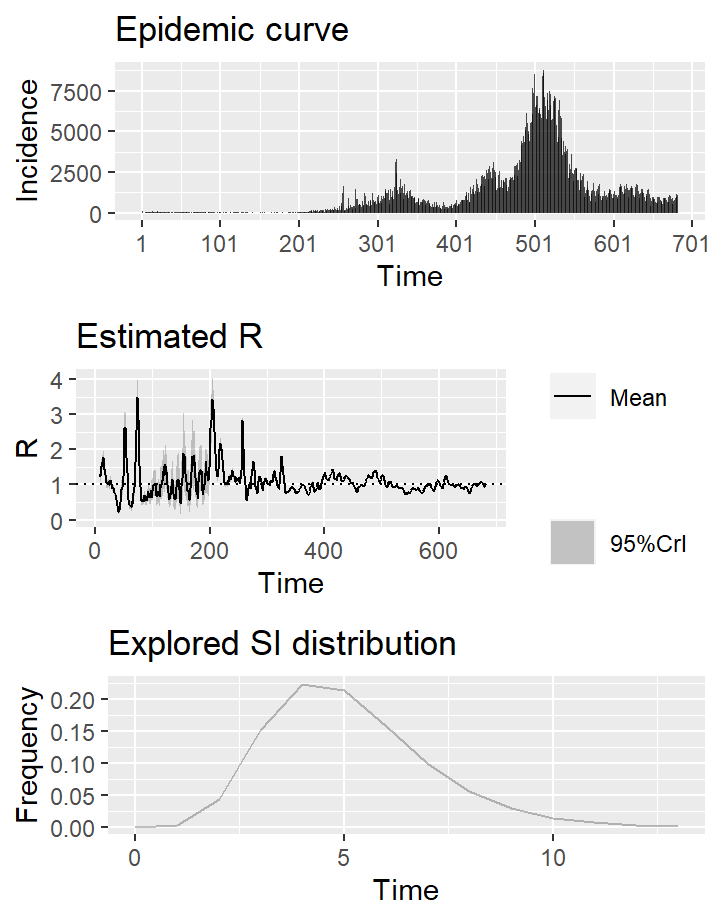 Epidemic curve
Incidence
7500
5000
2500
0
1 101 201 301 401 501 601 701
Time
Estimated R
R
4
3
2
1
0
0 200 400 600
Time
Mean
95%CrI
Explored SI distribution
Frequency
0.20
0.15
0.10
0.05
0.00
0 5 10
Time